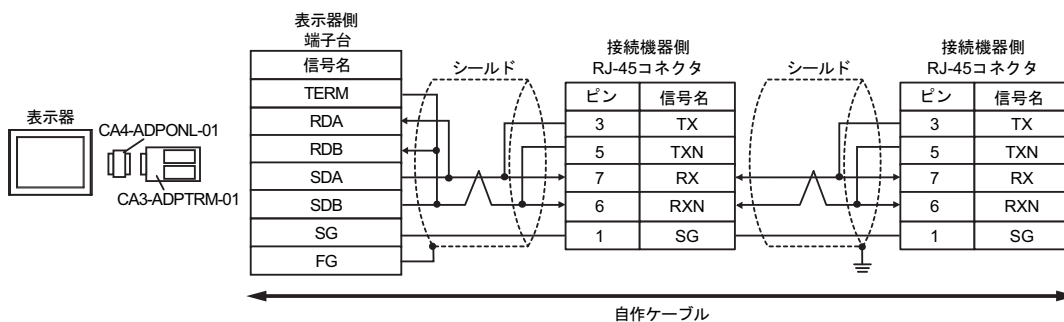 表示器
CA4-ADPONL-01
CA3-ADPTRM-01
表示器側
端子台
信号名
TERM
RDA
RDB
SDA
SDB
SG
FG
シールド
接続機器側
RJ-45コネクタ
ピン 信号名
3 TX
5 TXN
7 RX
6 RXN
1 SG
シールド
接続機器側
RJ-45コネクタ
ピン 信号名
3 TX
5 TXN
7 RX
6 RXN
1 SG
自作ケーブル